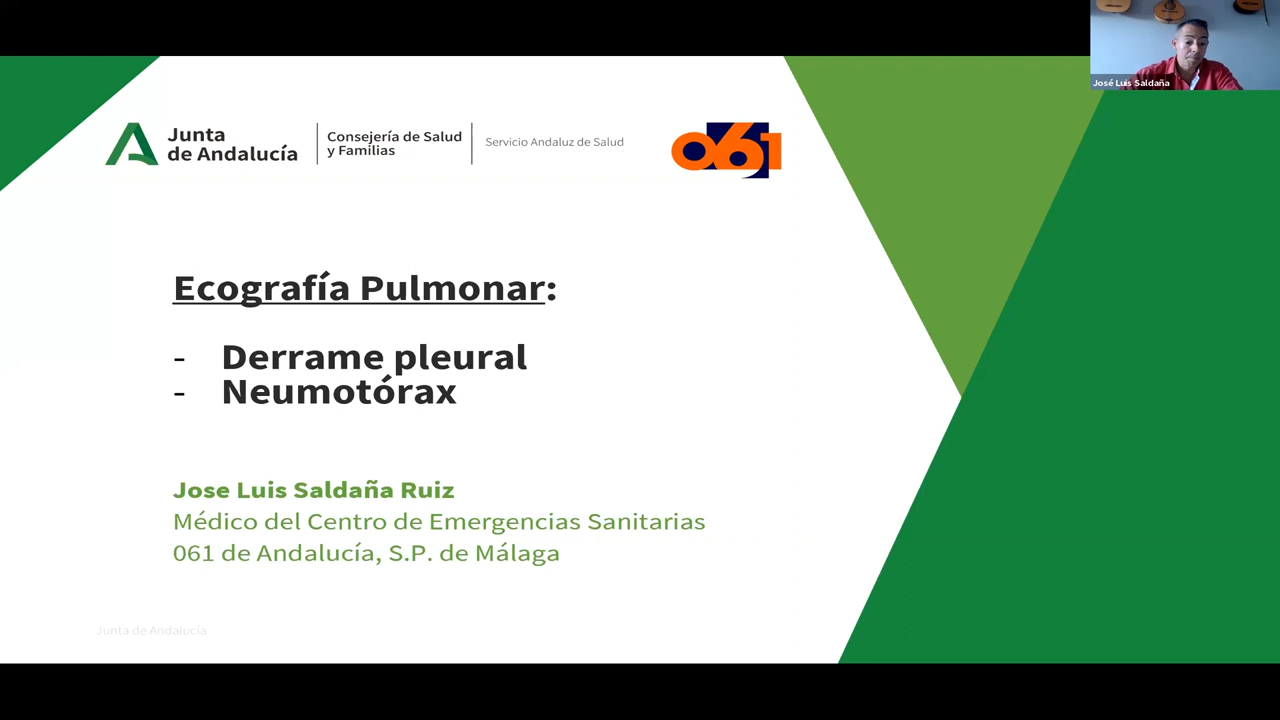 José Luis Saldaña
Junta
de Andalucía
Consejería de Salud
y Familias
Servicio Andaluz de Salud
061
Ecografía Pulmonar:
- Derrame pleural
- Neumotórax
Jose Luis Saldaña Ruiz
Médico del Centro de Emergencias Sanitarias
061 de Andalucía, S.P. de Málaga
Junta de Andalucía